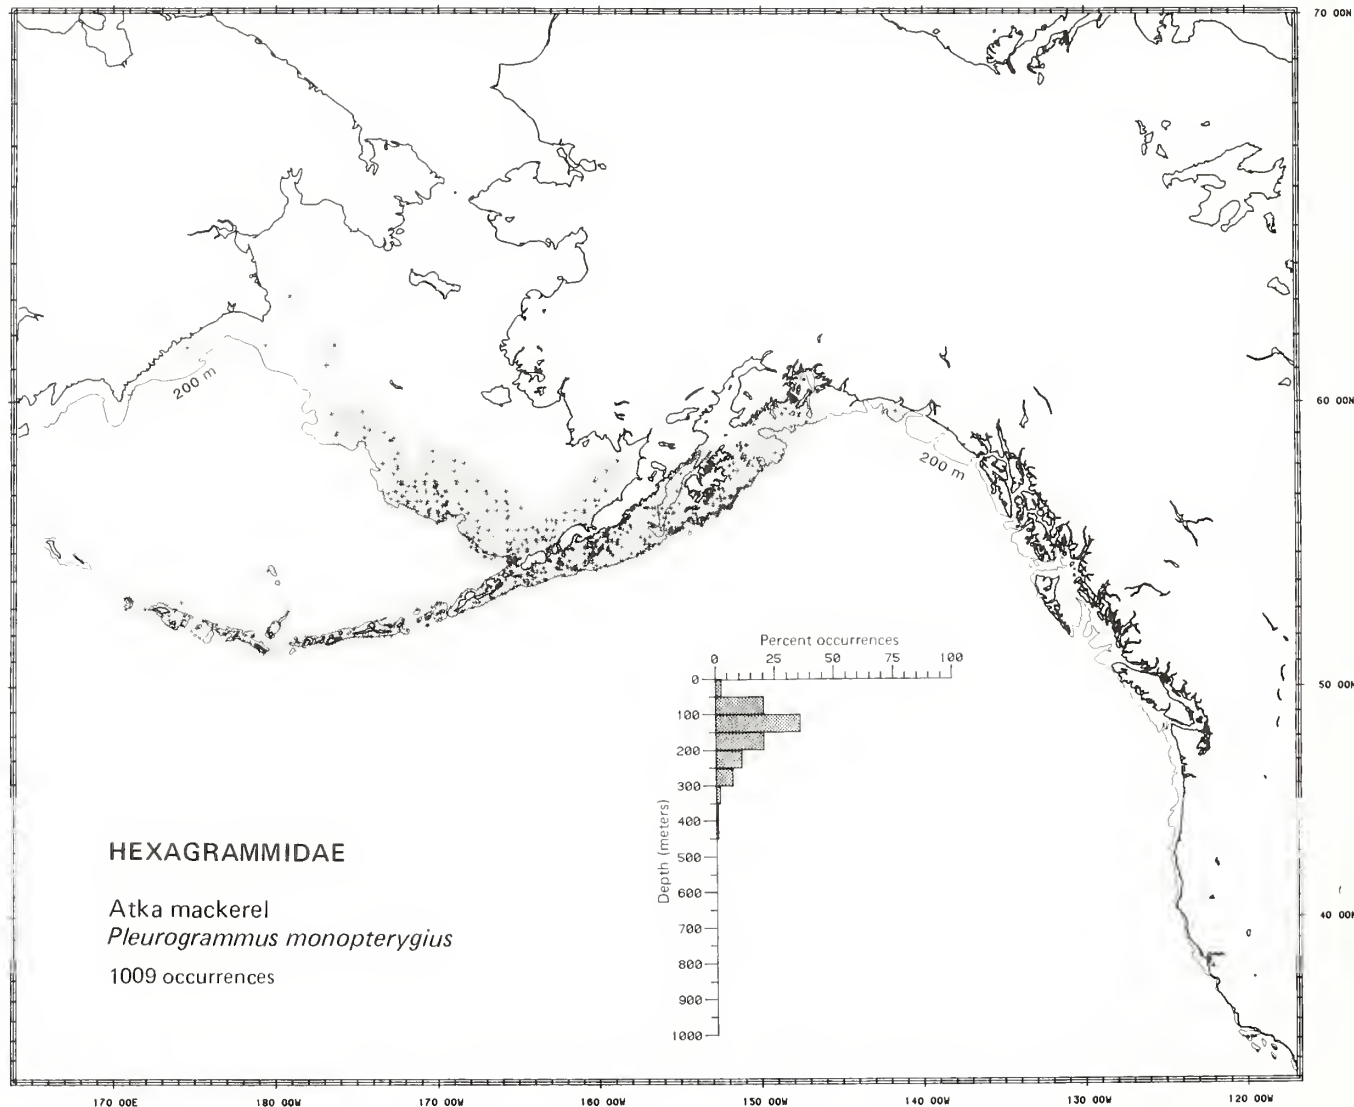 70 00N
200 m
60 00N
200 m
Percent occurrences
0 25 50 75 100
0
50 00N
100
200
300
400
Depth (meters)
500
HEXAGRAMMIDAE
600
Atka mackerel
40 00N
700
Pleurogrammus monopterygius
800
1009 occurrences
900
1000
170 00E 180 00W 170 00W 160 00W 150 00W 140 00W 130 00W 120 00W